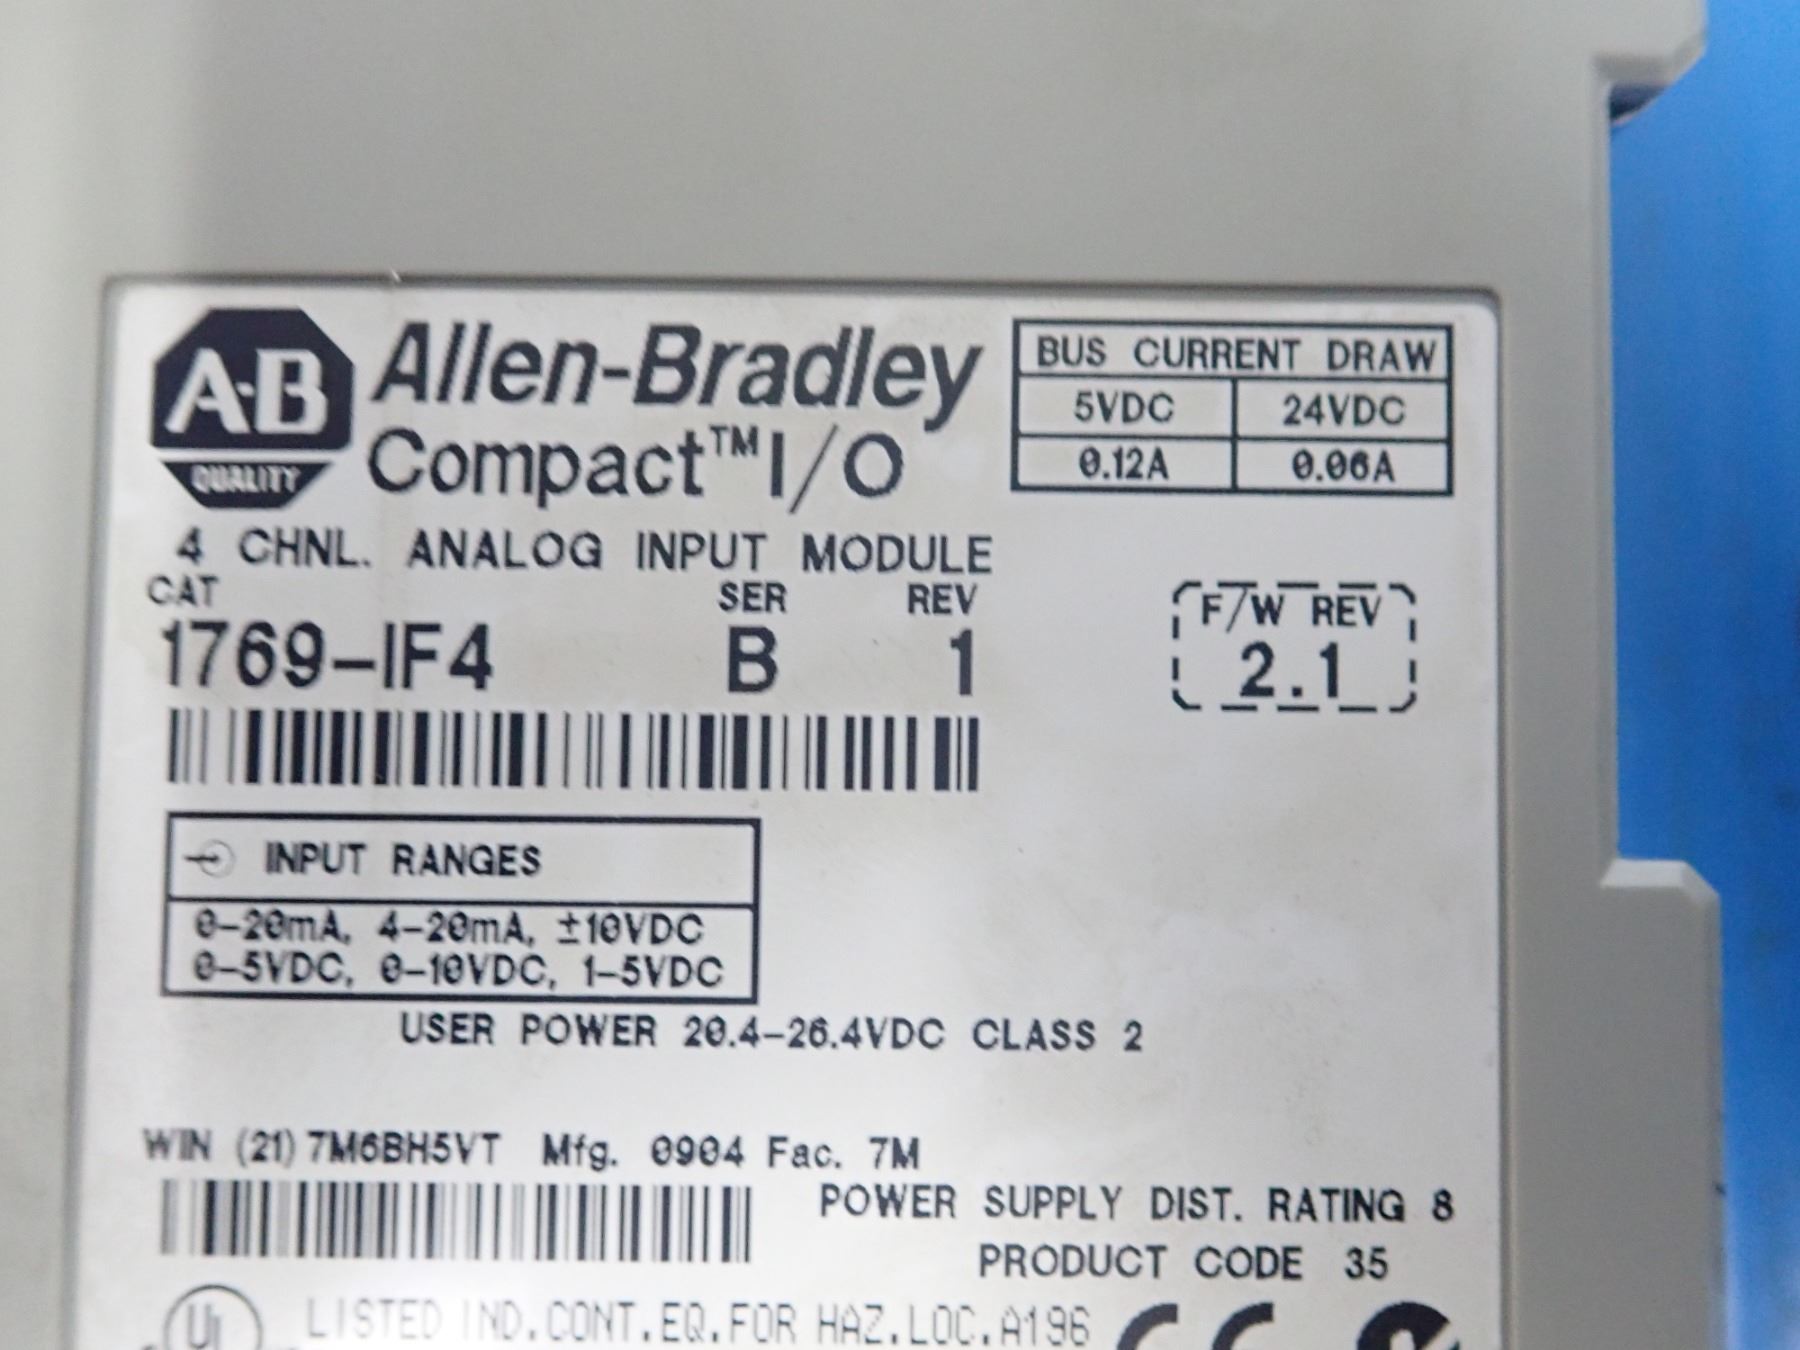 A-B
QUALITY
Allen-Bradley
Compact™ I/O
BUS CURRENT DRAW
5VDC 24VDC
0.12A 0.06A
4 CHNL. ANALOG INPUT MODULE
CAT SER REV
1769-IF4 B 1
F/W REV
2.1
INPUT RANGES
0-20mA, 4-20mA, ±10VDC
0-5VDC, 0-10VDC, 1-5VDC
USER POWER 20.4-26.4VDC CLASS 2
WIN (21) 7M6BH5VT Mfg. 0904 Fac. 7M
POWER SUPPLY DIST. RATING 8
PRODUCT CODE 35
UL
LISTED IND.CONT.EQ.FOR HAZ.LOC.A196
CE